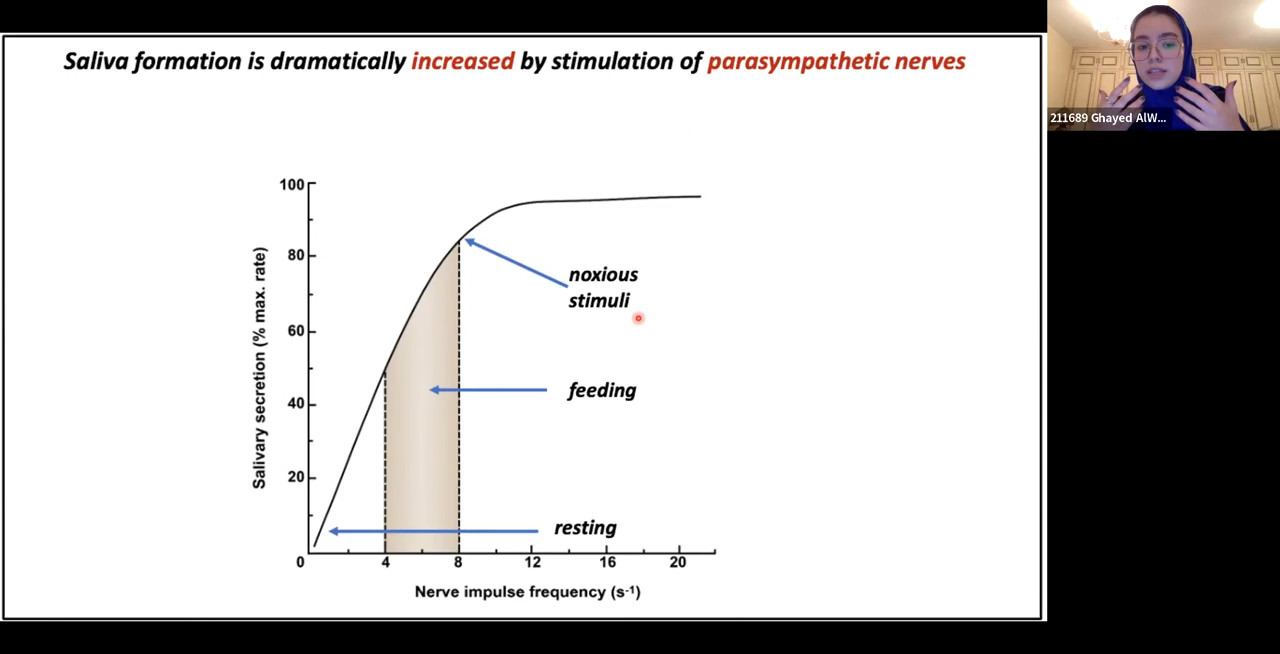 Saliva formation is dramatically increased by stimulation of parasympathetic nerves
211689 Ghayed AlW...
100
80
60
40
20
0
4
8
12
16
20
Salivary secretion (% max. rate)
Nerve impulse frequency (s-¹)
noxious
stimuli
feeding
resting